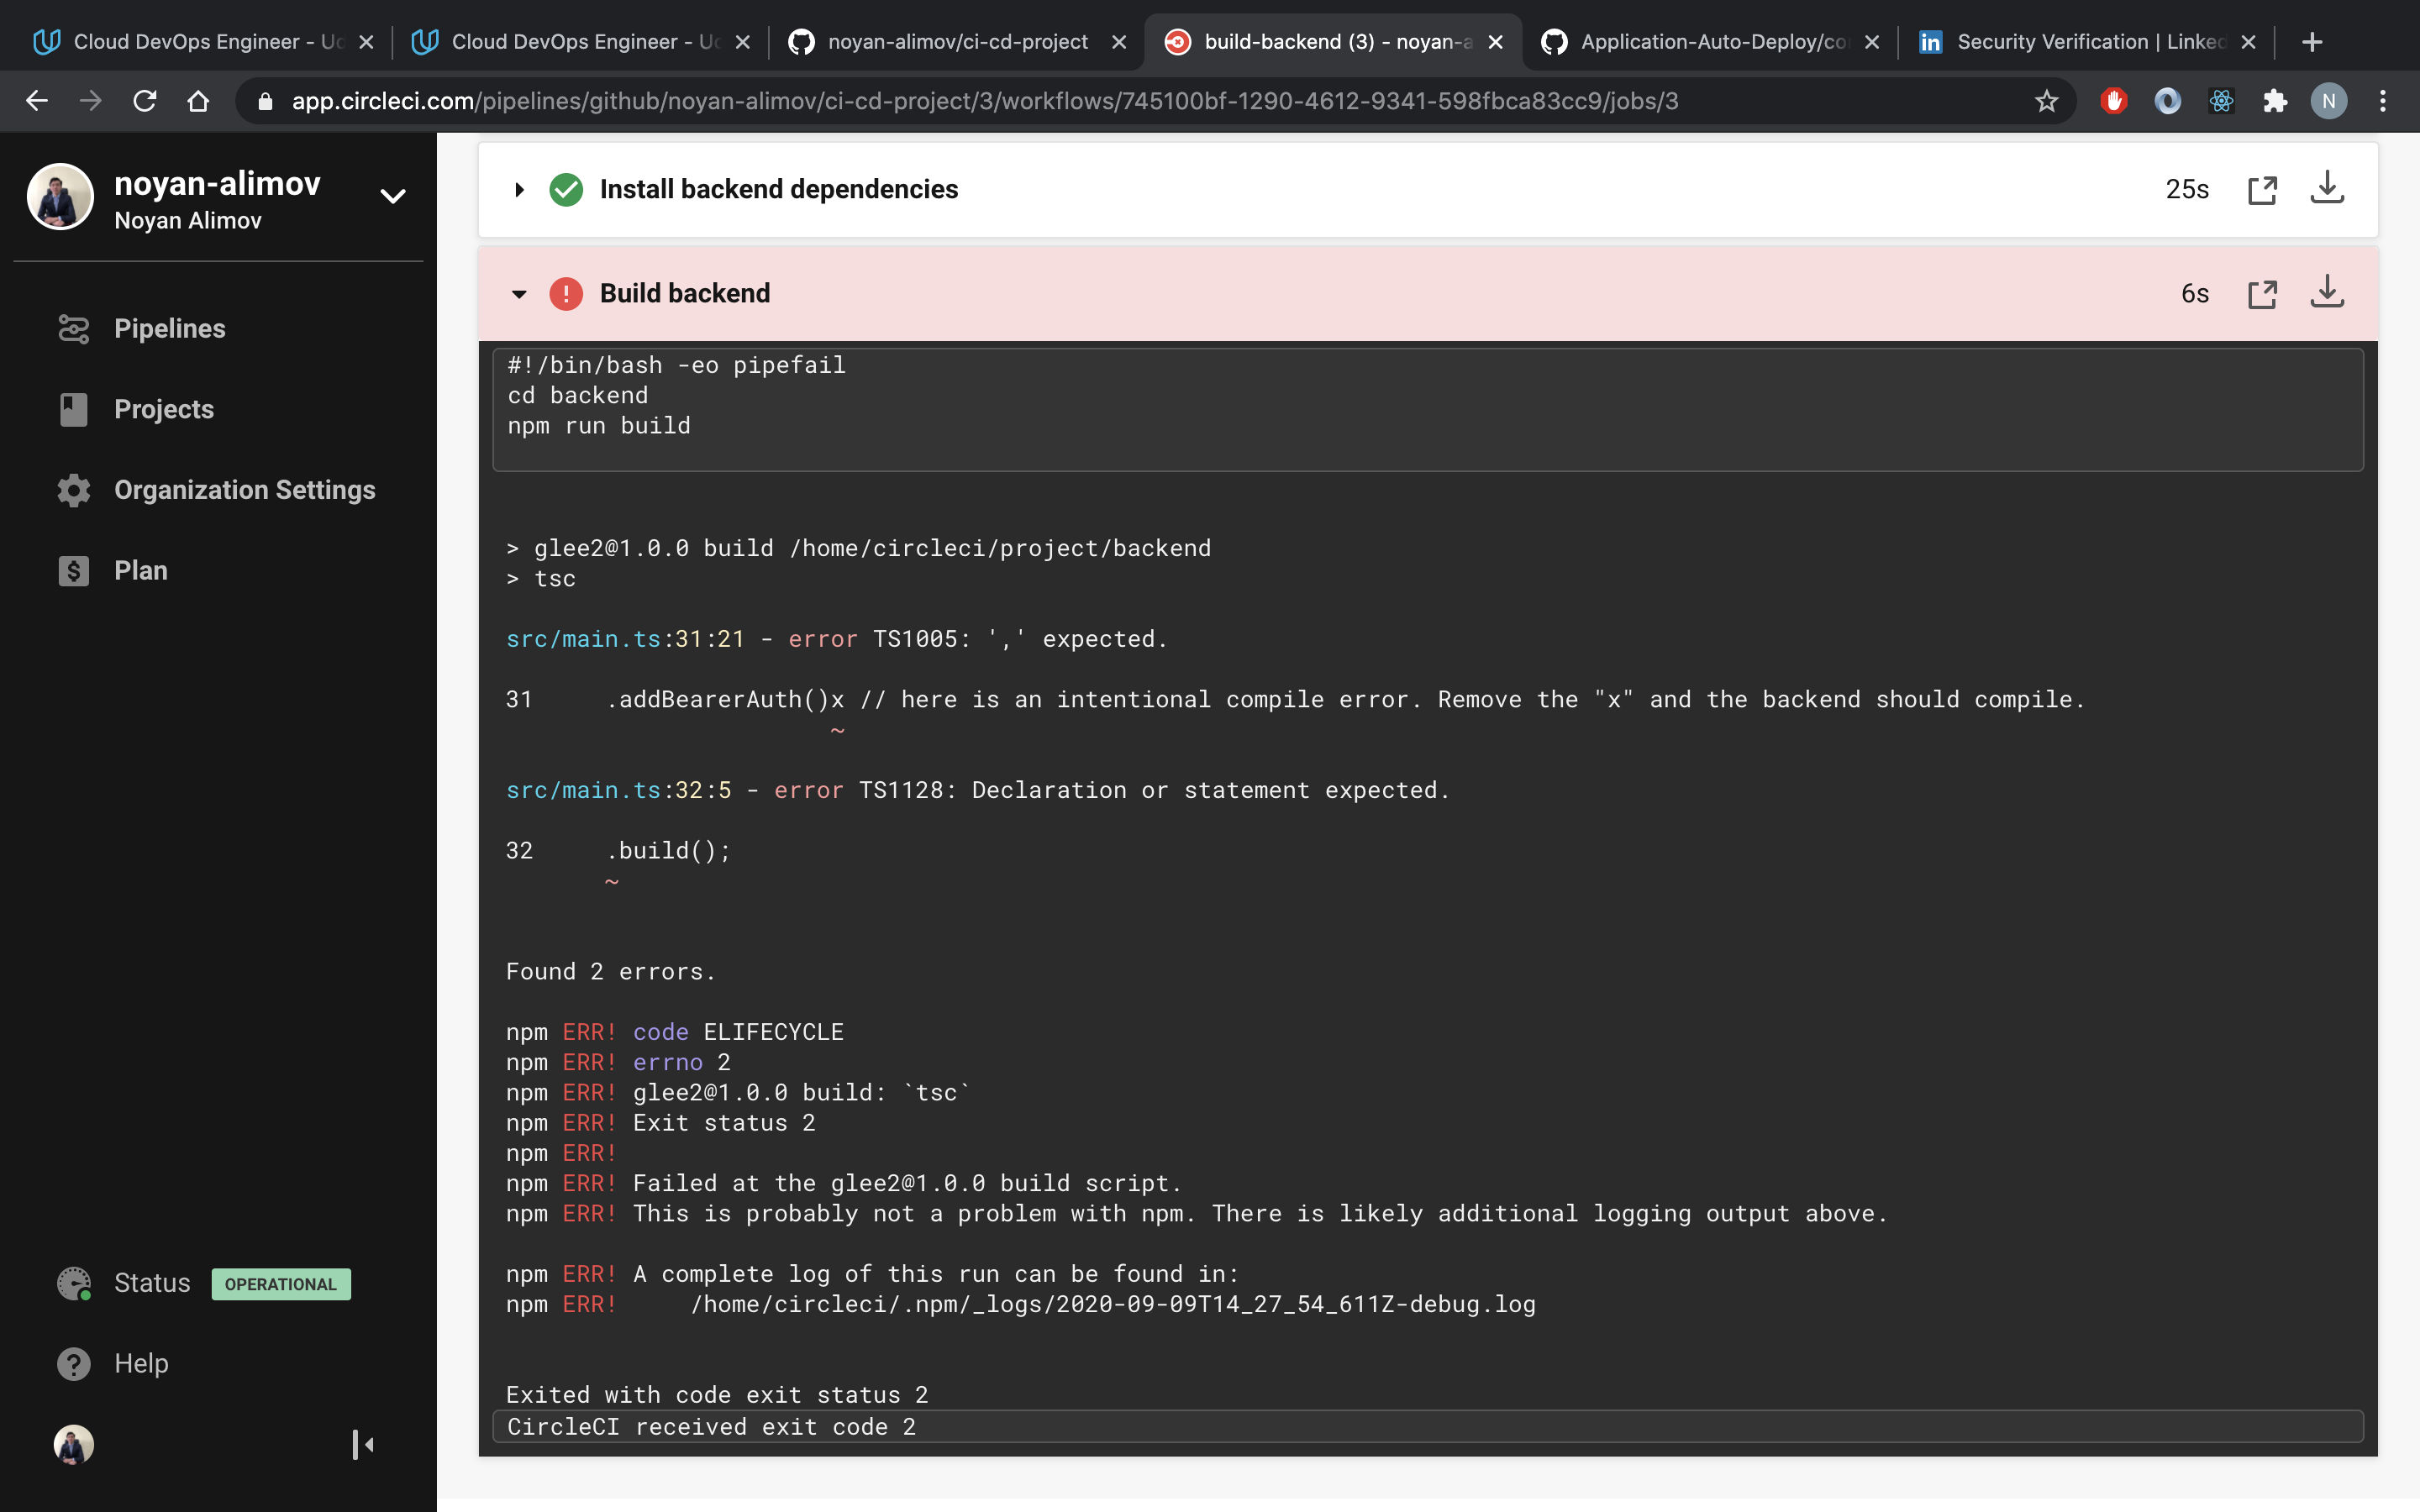 Cloud DevOps Engineer - Ud
Cloud DevOps Engineer - Ud
noyan-alimov/ci-cd-project
build-backend (3) - noyan-a
Application-Auto-Deploy/co
Security Verification | Linked
app.circleci.com/pipelines/github/noyan-alimov/ci-cd-project/3/workflows/745100bf-1290-4612-9341-598fbca83cc9/jobs/3
N
noyan-alimov
Noyan Alimov
Pipelines
Projects
Organization Settings
Plan
Status OPERATIONAL
Help
Install backend dependencies 25s
Build backend 6s
#!/bin/bash -eo pipefail
cd backend
npm run build
> glee2@1.0.0 build /home/circleci/project/backend
> tsc
src/main.ts:31:21 - error TS1005: ',' expected.
31     .addBearerAuth()x // here is an intentional compile error. Remove the "x" and the backend should compile.
~
src/main.ts:32:5 - error TS1128: Declaration or statement expected.
32     .build();
~
Found 2 errors.
npm ERR! code ELIFECYCLE
npm ERR! errno 2
npm ERR! glee2@1.0.0 build: `tsc`
npm ERR! Exit status 2
npm ERR!
npm ERR! Failed at the glee2@1.0.0 build script.
npm ERR! This is probably not a problem with npm. There is likely additional logging output above.
npm ERR! A complete log of this run can be found in:
npm ERR!     /home/circleci/.npm/_logs/2020-09-09T14_27_54_611Z-debug.log
Exited with code exit status 2
CircleCI received exit code 2